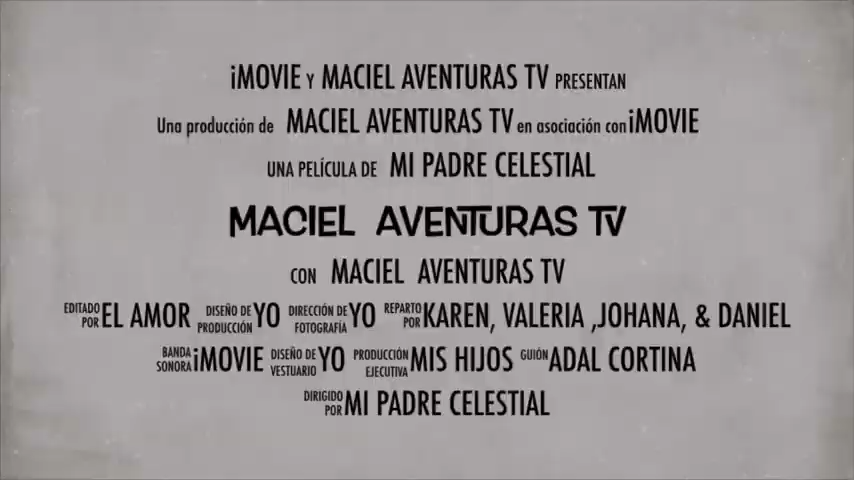 iMOVIE Y MACIEL AVENTURAS TV PRESENTAN
Una producción de MACIEL AVENTURAS TV en asociación con iMOVIE
UNA PELÍCULA DE MI PADRE CELESTIAL
MACIEL AVENTURAS TV
CON MACIEL AVENTURAS TV
EDITADO POR EL AMOR DISEÑO DE PRODUCCIÓN YO DIRECCIÓN DE FOTOGRAFÍA YO REPARTO POR KAREN, VALERIA ,JOHANA, & DANIEL
BANDA SONORA iMOVIE DISEÑO DE VESTUARIO YO PRODUCCIÓN EJECUTIVA MIS HIJOS GUIÓN ADAL CORTINA
DIRIGIDO POR MI PADRE CELESTIAL